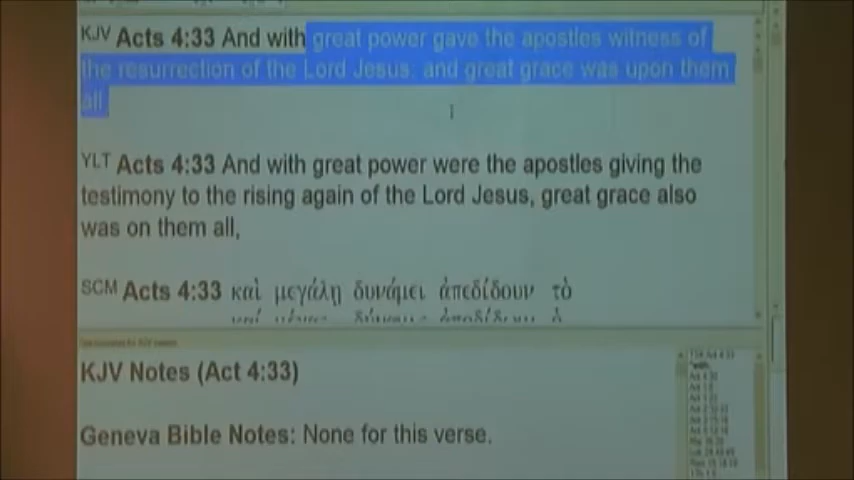 KJV Acts 4:33 And with great power gave the apostles witness of
the resurrection of the Lord Jesus: and great grace was upon them
all.
YLT Acts 4:33 And with great power were the apostles giving the
testimony to the rising again of the Lord Jesus, great grace also
was on them all,
SCM Acts 4:33 καὶ μεγάλῃ δυνάμει ἀπεδίδουν τὸ
KJV Notes (Act 4:33)
Geneva Bible Notes: None for this verse.